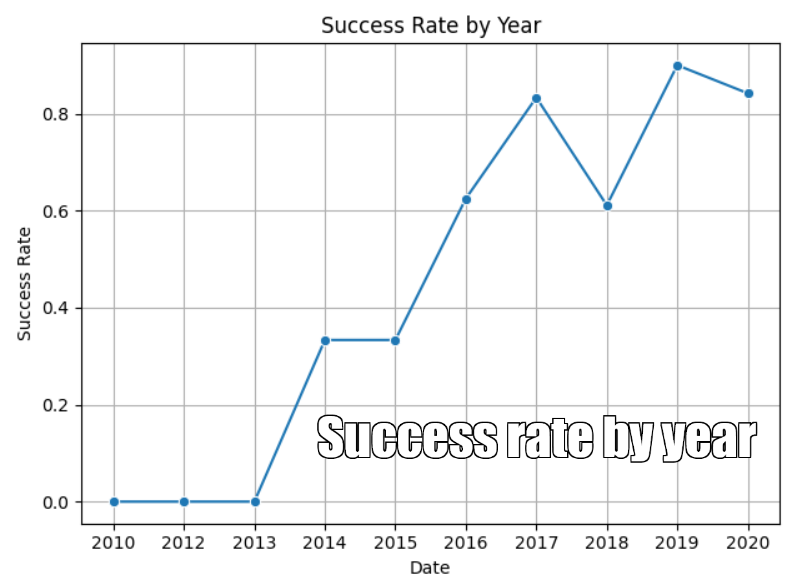 Success Rate by Year
Success Rate
0.8
0.6
0.4
0.2
0.0
Success rate by year
2010 2012 2013 2014 2015 2016 2017 2018 2019 2020
Date